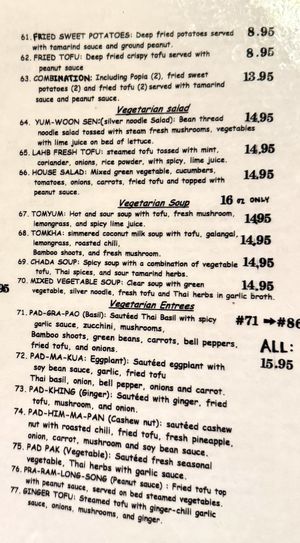 61. FRIED SWEET POTATOES: Deep fried potatoes served 8.95
with tamarind sauce and ground peanut.
62. FRIED TOFU: Deep fried crispy tofu served with 8.95
peanut sauce
63. COMBINATION: Including Popia (2), fried sweet 13.95
potatoes (2) and fried tofu (2) served with tamarind
sauce and peanut sauce.
Vegetarian salad
64. YUM-WOON SEN:(silver noodle Salad): Bean thread 14.95
noodle salad tossed with steam fresh mushrooms, vegetables
with lime juice on bed of lettuce.
65. LAHB FRESH TOFU: steamed tofu tossed with mint, 14.95
coriander, onions, rice powder, with spicy, lime juice.
66. HOUSE SALAD: Mixed green vegetable, cucumbers, 14.95
tomatoes, onions, carrots, fried tofu and topped with
peanut sauce.
Vegetarian Soup 16 oz ONLY
67. TOMYUM: Hot and sour soup with tofu, fresh mushroom, 14.95
lemongrass, and spicy lime juice.
68. TOMKHA: simmered coconut milk soup with tofu, galangal, 14.95
lemongrass, roasted chili,
Bamboo shoots, and fresh mushroom.
69. CHADA SOUP: Spicy soup with a combination of vegetable 14.95
tofu, Thai spices, and sour tamarind herbs.
70. MIXED VEGETABLE SOUP: Clear soup with green 14.95
vegetable, silver noodle, fresh tofu and Thai herbs in garlic broth.
95
Vegetarian Entrees
71. PAD-GRA-PAO (Basil): Sautéed Thai Basil with spicy #71 ➡#86
garlic sauce, zucchini, mushrooms,
Bamboo shoots, green beans, carrots, bell peppers, ALL:
fried tofu, and onions.
72. PAD-MA-KUA: Eggplant): Sautéed eggplant with 15.95
soy bean sauce, garlic, fried tofu
Thai basil, onion, bell pepper, onions and carrot.
73. PAD-KHING (Ginger): Sautéed with ginger, fried
tofu, mushroom, and onion.
74. PAD-HIM-MA-PAN (Cashew nut): sautéed cashew
nut with roasted chili, fried tofu, fresh pineapple,
onion, carrot, mushroom and soy bean sauce.
75. PAD PAK (Vegetable): Sautéed fresh seasonal
vegetable, Thai herbs with garlic sauce.
76. PRA-RAM-LONG-SONG (Peanut sauce) : Fried tofu top
with peanut sauce, served on bed steamed vegetables.
77. GINGER TOFU: Steamed tofu with ginger-chili garlic
sauce, onions, mushrooms, and ginger.